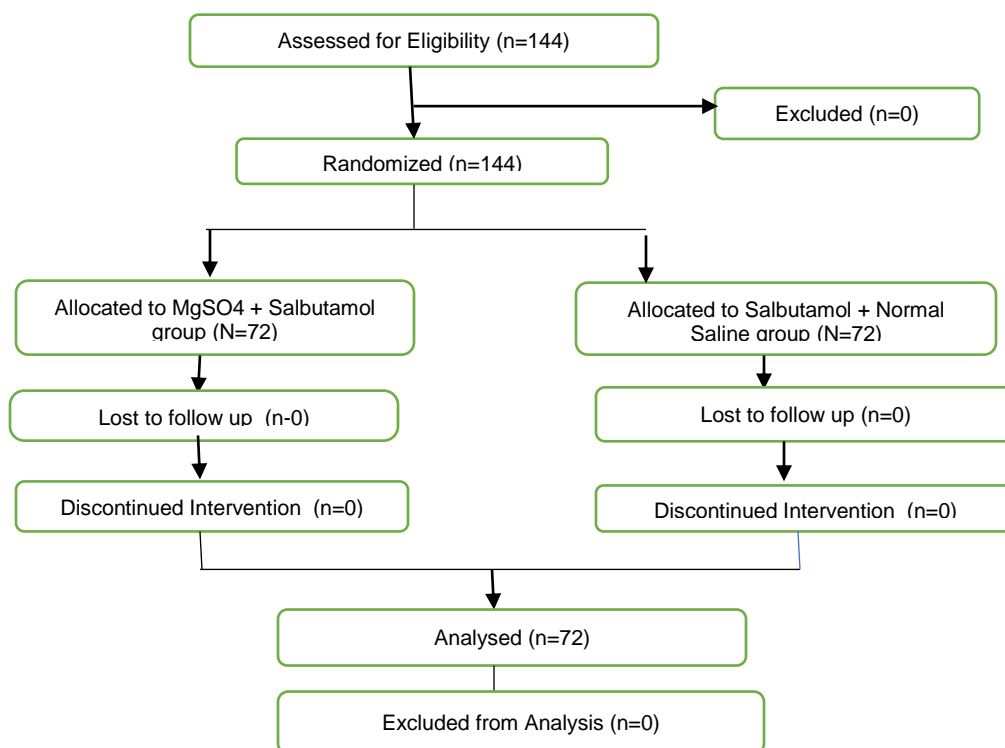 Assessed for Eligibility (n=144)
Excluded (n=0)
Randomized (n=144)
Allocated to MgSO4 + Salbutamol
group (N=72)
Allocated to Salbutamol + Normal
Saline group (N=72)
Lost to follow up (n-0)
Lost to follow up (n=0)
Discontinued Intervention (n=0)
Discontinued Intervention (n=0)
Analysed (n=72)
Excluded from Analysis (n=0)